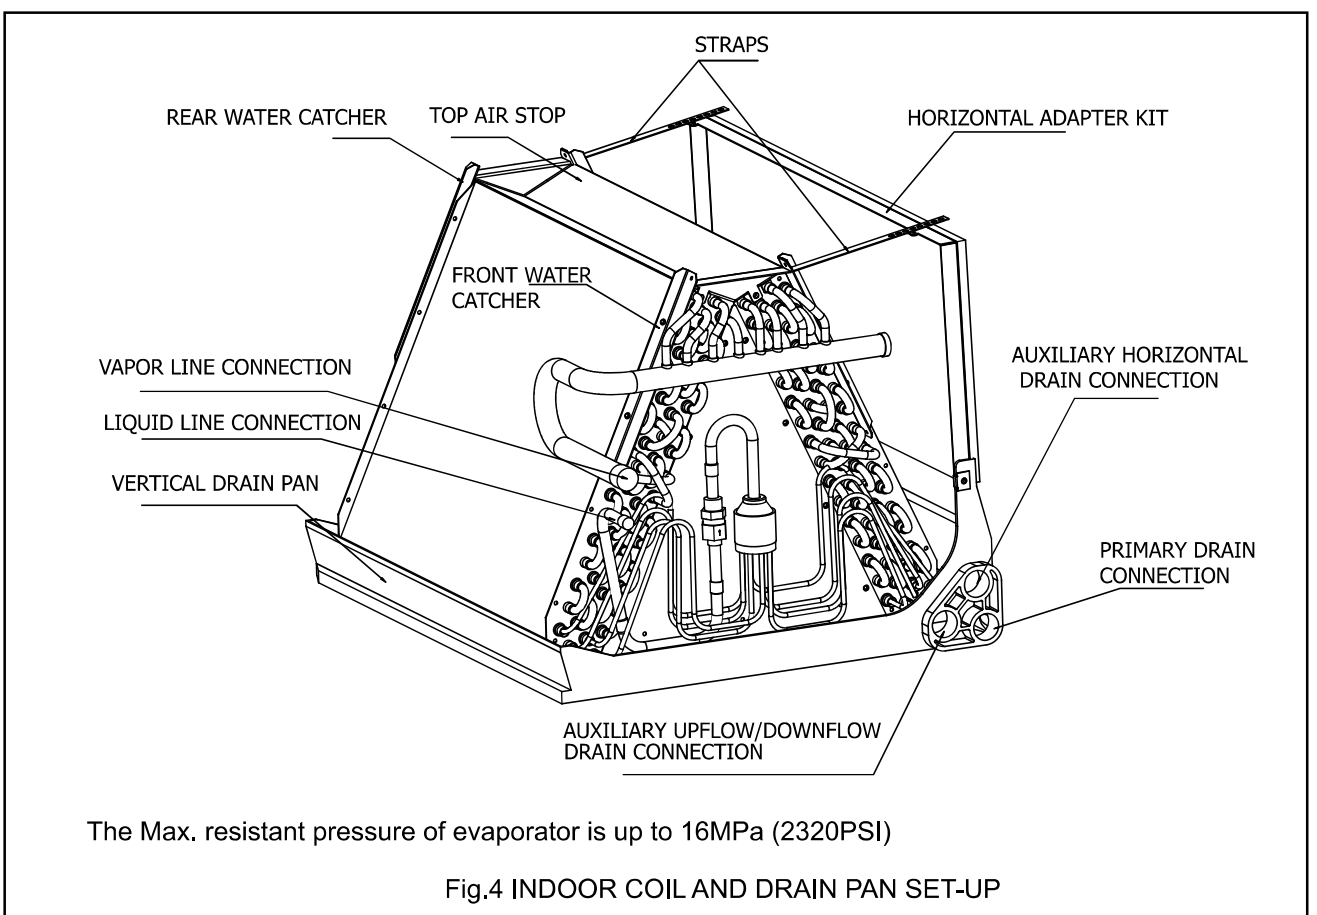 STRAPS
REAR WATER CATCHER
TOP AIR STOP
HORIZONTAL ADAPTER KIT
FRONT WATER
CATCHER
VAPOR LINE CONNECTION
AUXILIARY HORIZONTAL
DRAIN CONNECTION
LIQUID LINE CONNECTION
VERTICAL DRAIN PAN
PRIMARY DRAIN
CONNECTION
AUXILIARY UPFLOW/DOWNFLOW
DRAIN CONNECTION
The Max. resistant pressure of evaporator is up to 16MPa (2320PSI)
Fig.4 INDOOR COIL AND DRAIN PAN SET-UP